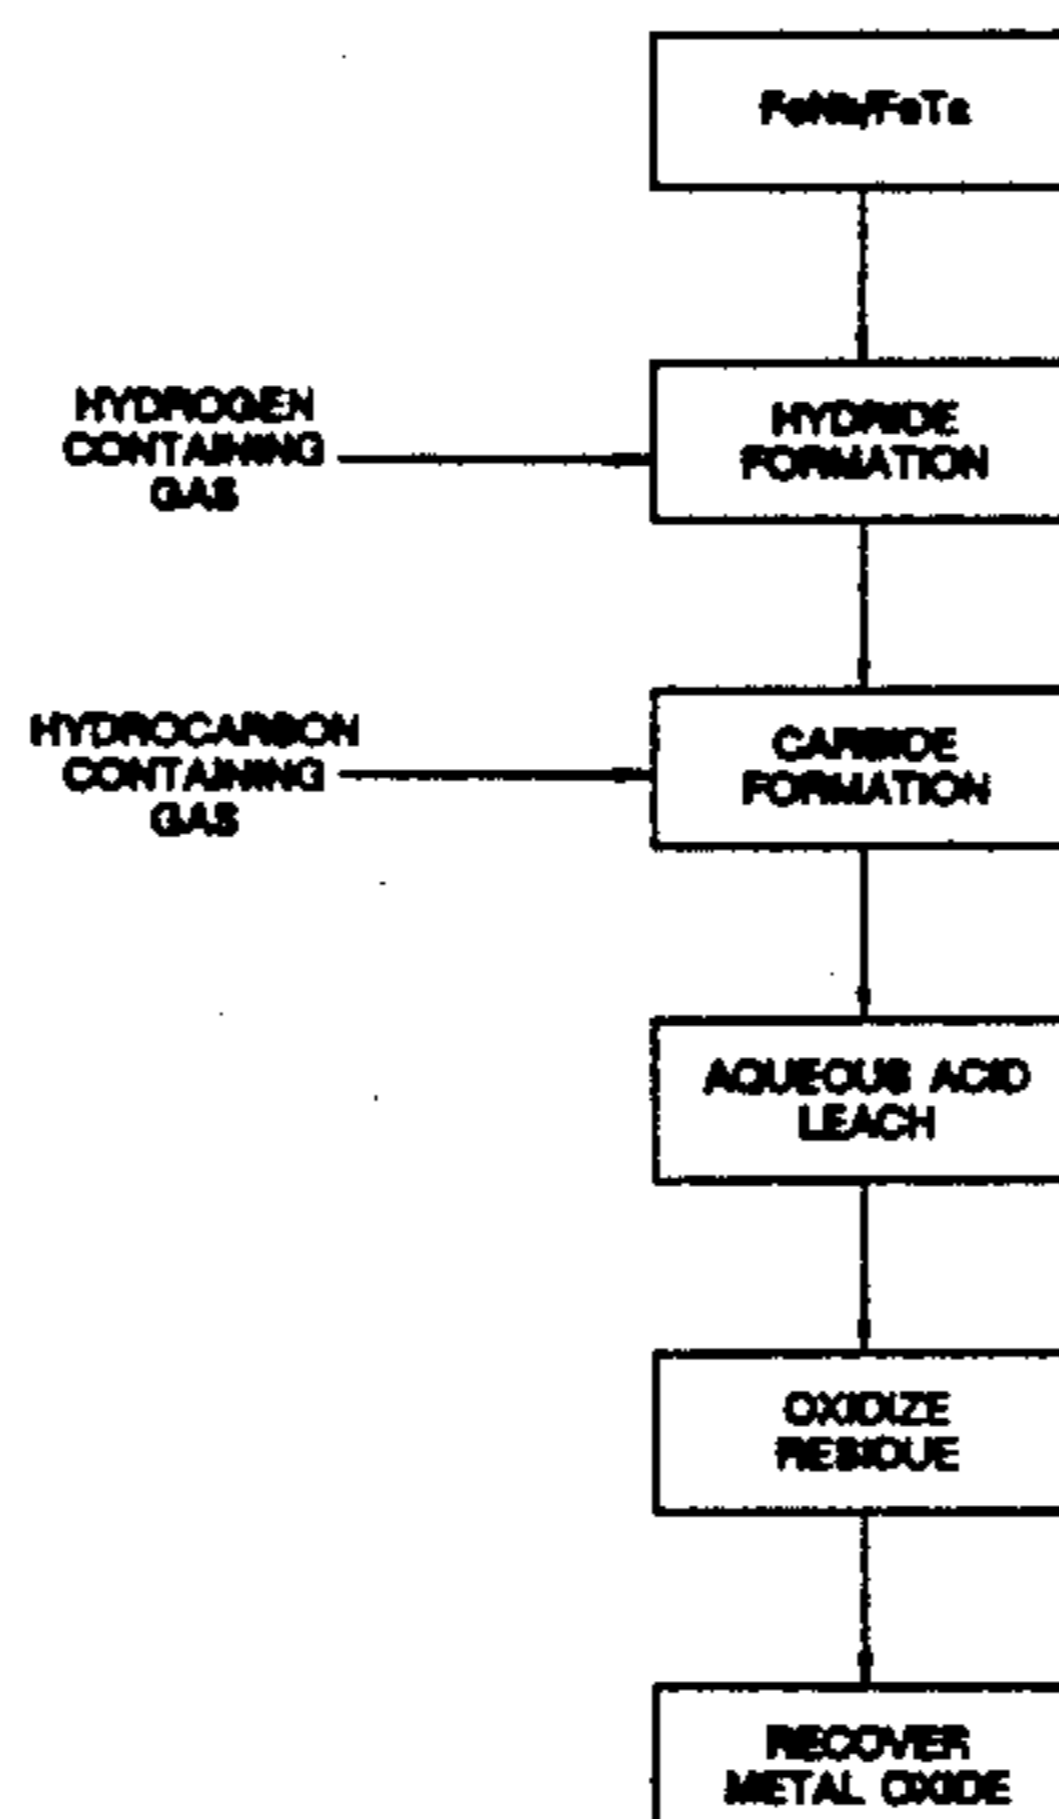 FeNb/FeTa
HYDROGEN
CONTAINING
GAS
HYDRIDE
FORMATION
HYDROCARBON
CONTAINING
GAS
CARBIDE
FORMATION
AQUEOUS ACID
LEACH
OXIDIZE
RESIDUE
RECOVER
METAL OXIDE